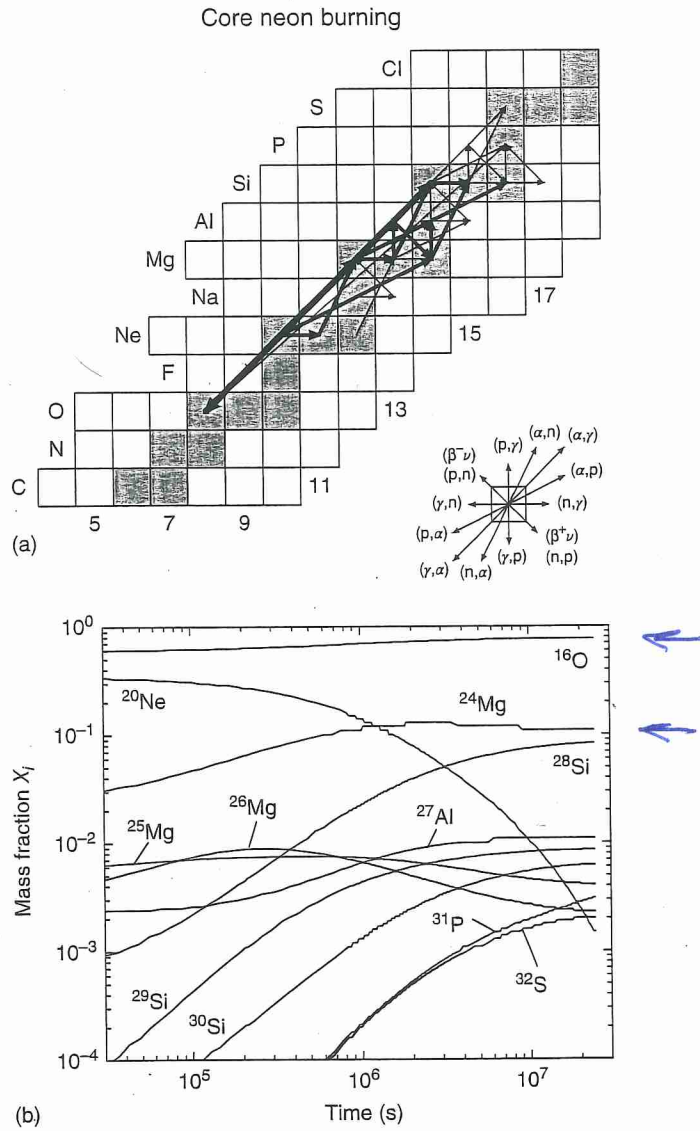 Core neon burning
Cl
S
P
Si
Al
Mg
Na
Ne
F
O
N
C
17
15
13
11
5 7 9
(p,γ)
(α,n)
(α,γ)
(α,p)
(n,γ)
(β⁺ν)
(n,p)
(γ,p)
(n,α)
(γ,α)
(p,α)
(γ,n)
(β⁻ν)
(p,n)
(a)
10⁰
10⁻¹
10⁻²
10⁻³
10⁻⁴
Mass fraction Xᵢ
¹⁶O
²⁰Ne
²⁴Mg
²⁸Si
²⁵Mg
²⁶Mg
²⁷Al
³¹P
³²S
²⁹Si
³⁰Si
10⁵ 10⁶ 10⁷
Time (s)
(b)